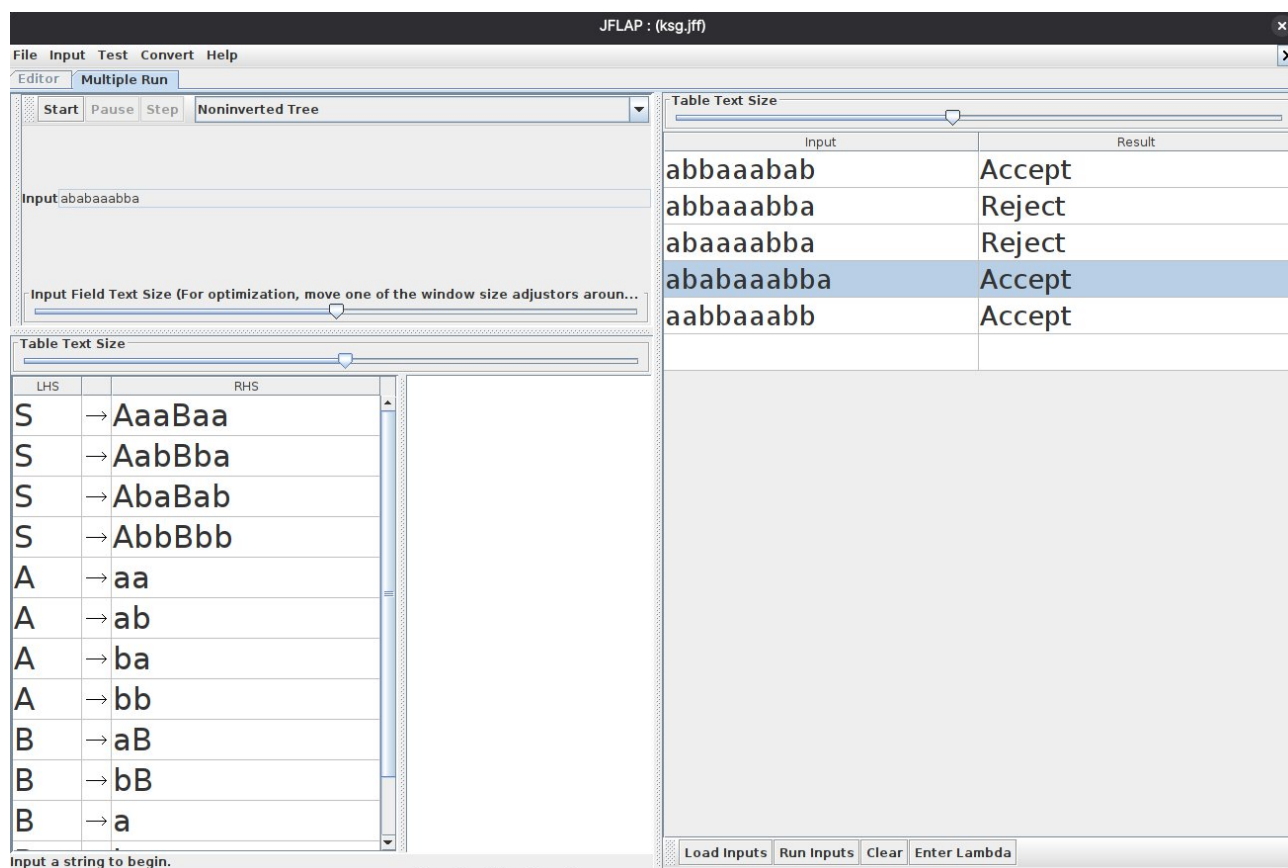 JFLAP : (ksg.jff)
File Input Test Convert Help
Editor Multiple Run
Start Pause Step Noninverted Tree
Input ababaaabba
Input Field Text Size (For optimization, move one of the window size adjustors aroun...
Table Text Size
LHS RHS
S → AaaBaa
S → AabBba
S → AbaBab
S → AbbBbb
A → aa
A → ab
A → ba
A → bb
B → aB
B → bB
B → a
Input a string to begin.
Table Text Size
Input Result
abbaaabab Accept
abbaaabba Reject
abaaaabba Reject
ababaaabba Accept
aabbaaabb Accept
Load Inputs Run Inputs Clear Enter Lambda